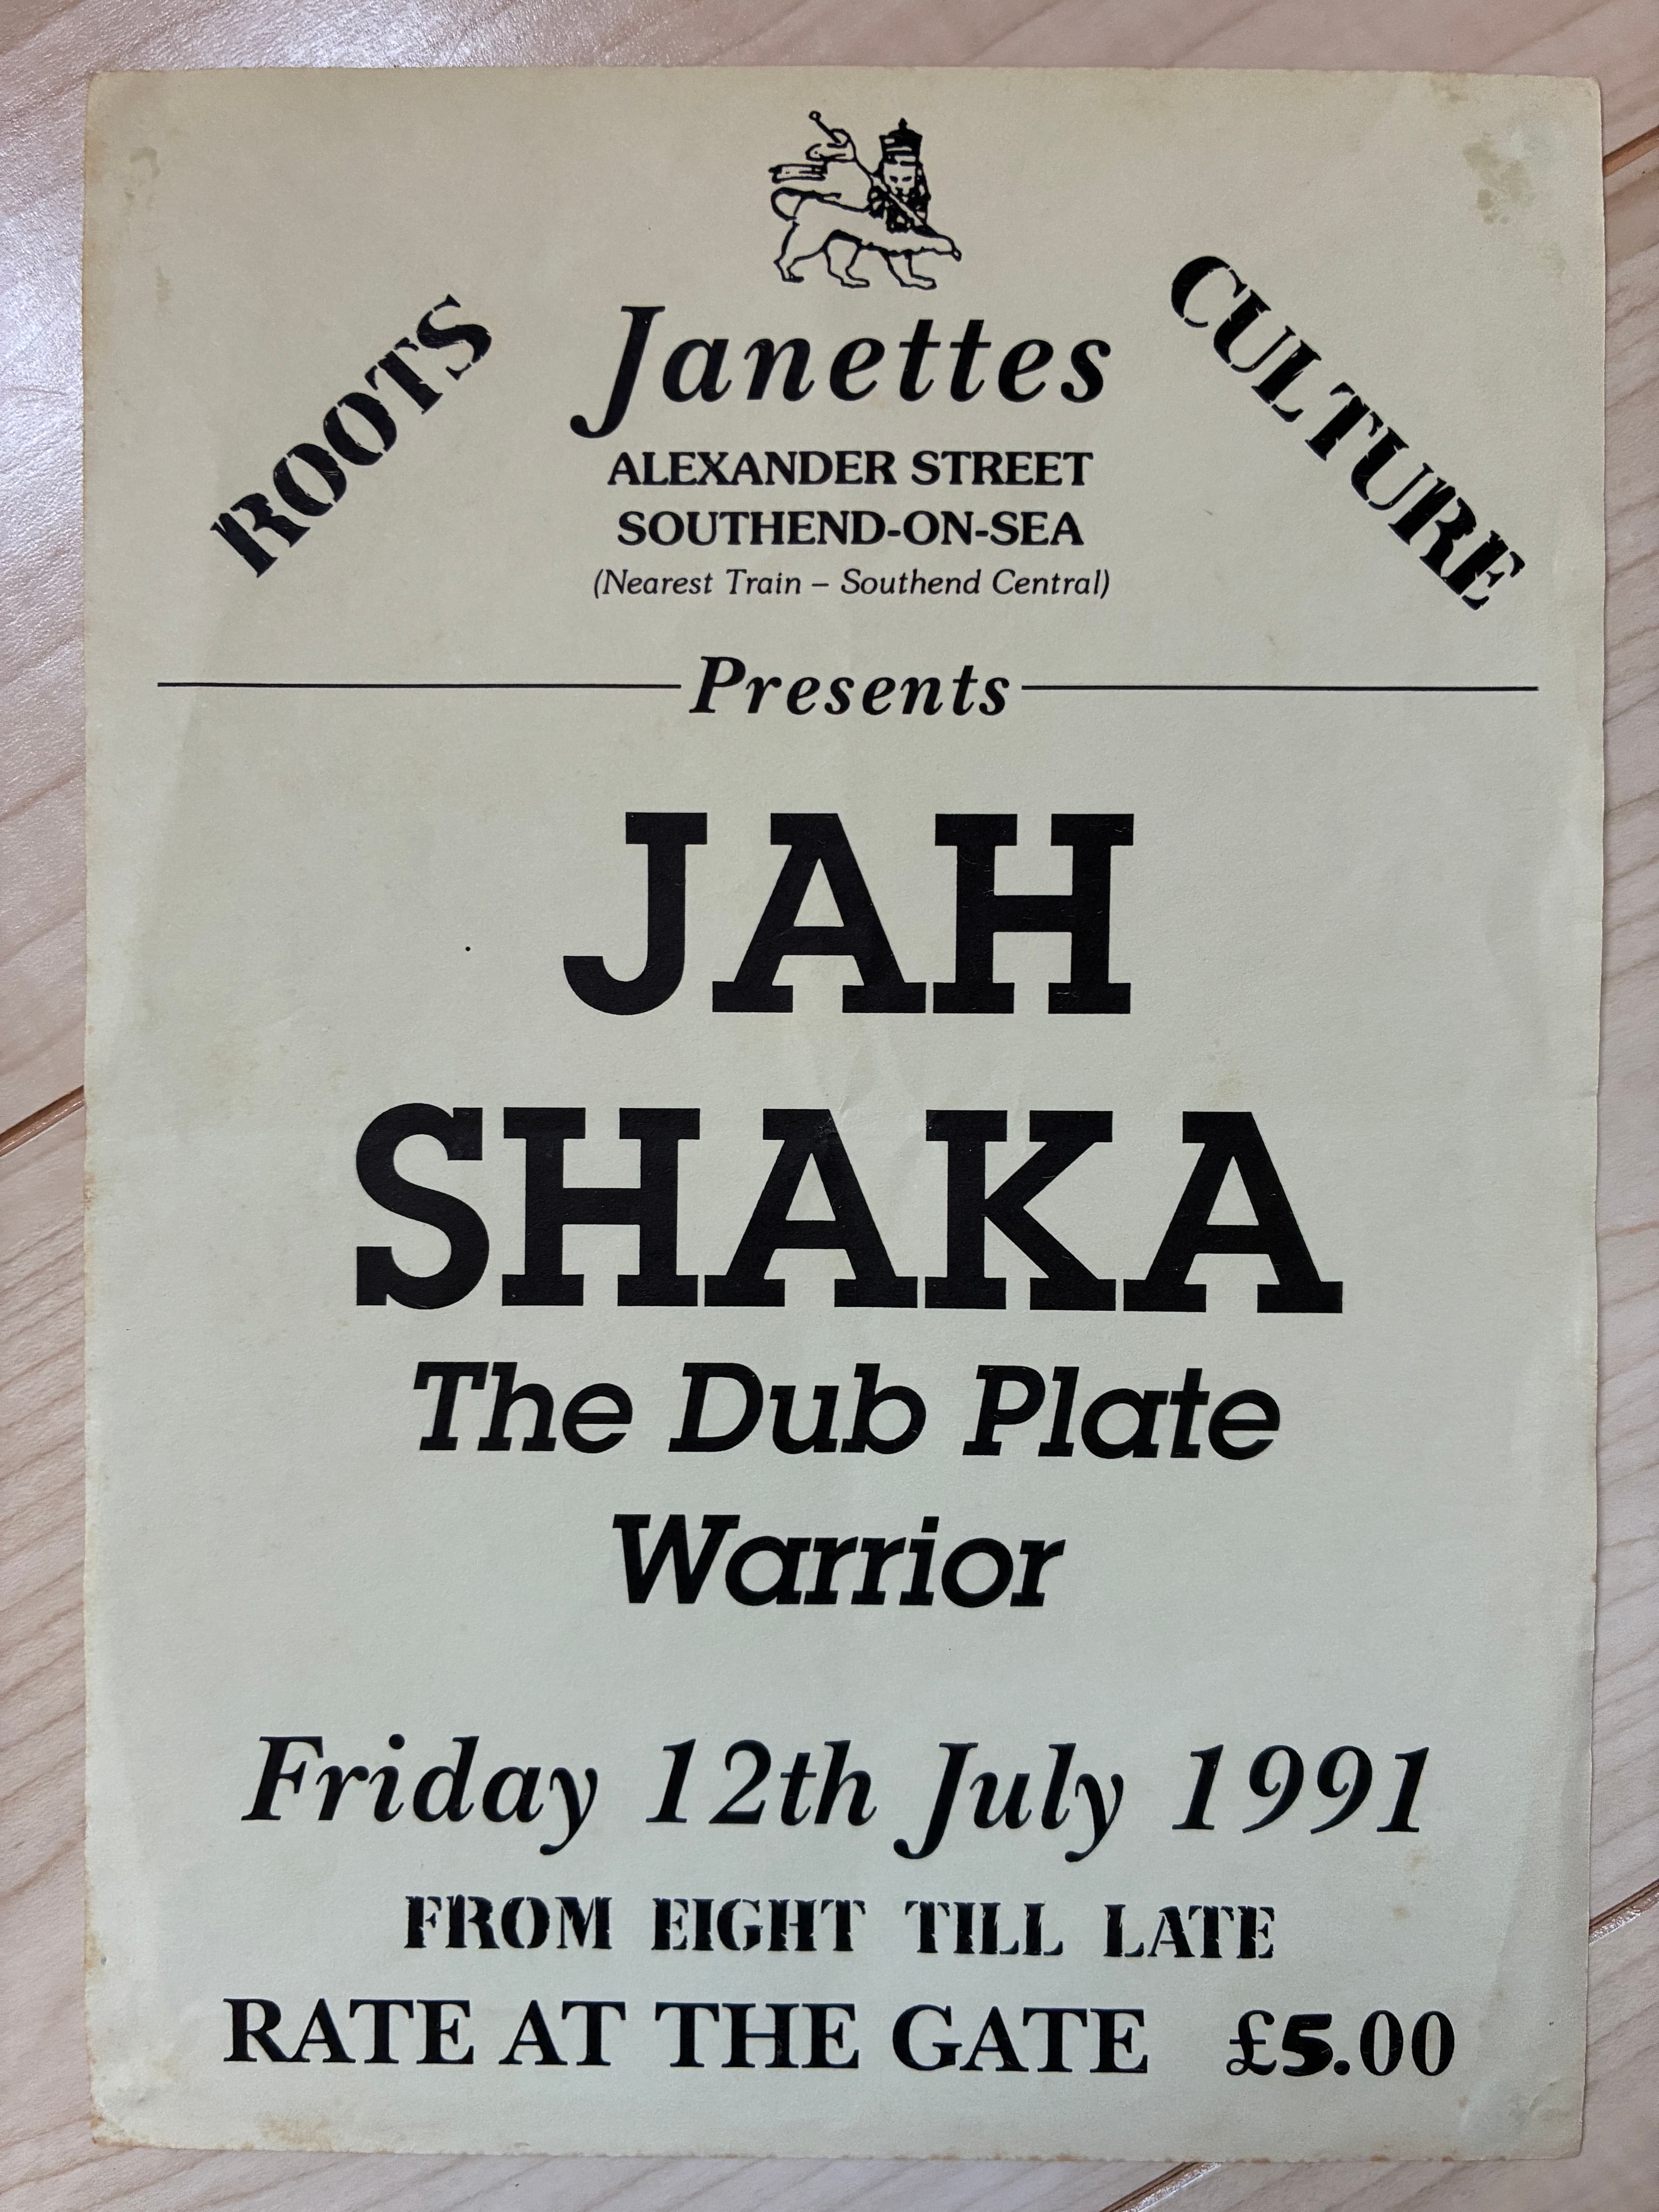 ROOTS
CULTURE
Janettes
ALEXANDER STREET
SOUTHEND-ON-SEA
(Nearest Train – Southend Central)
Presents
JAH
SHAKA
The Dub Plate
Warrior
Friday 12th July 1991
FROM EIGHT TILL LATE
RATE AT THE GATE £5.00